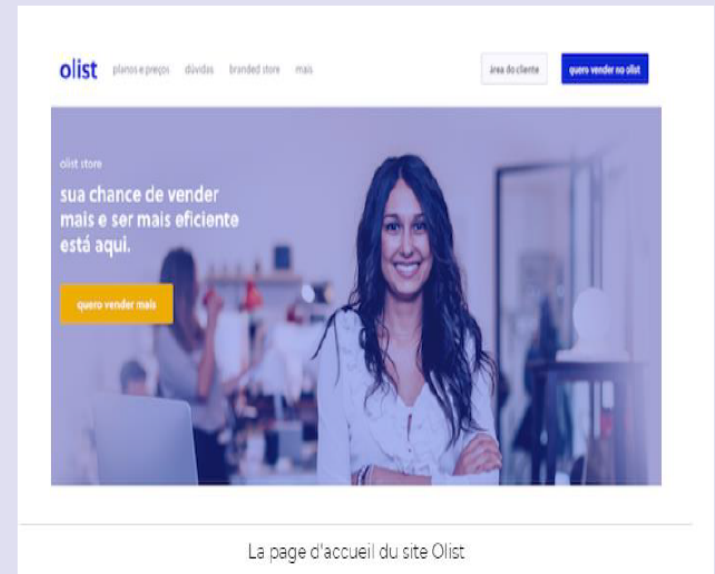 olist planos e preços dúvidas branded store mais área do cliente quero vender no olist
olist store
sua chance de vender
mais e ser mais eficiente
está aqui.
quero vender mais
La page d'accueil du site Olist